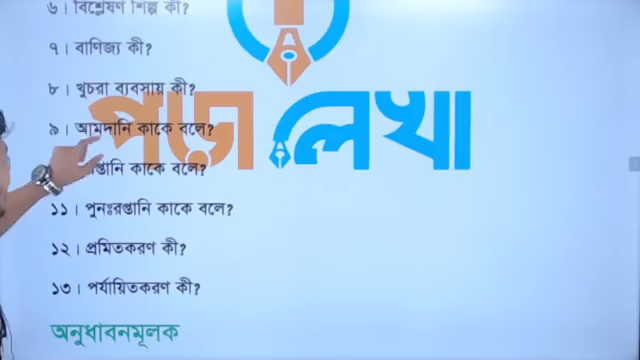 ৬। বিশ্লেষণ শিল্প কী?
৭। বাণিজ্য কী?
৮। খুচরা ব্যবসায় কী?
৯। আমদানি কাকে বলে?
কাকে বলে?
১১। পুনঃরপ্তানি কাকে বলে?
১২। প্রমিতকরণ কী?
১৩। পর্যায়িতকরণ কী?
অনুধাবনমূলক
পড়া লেখা